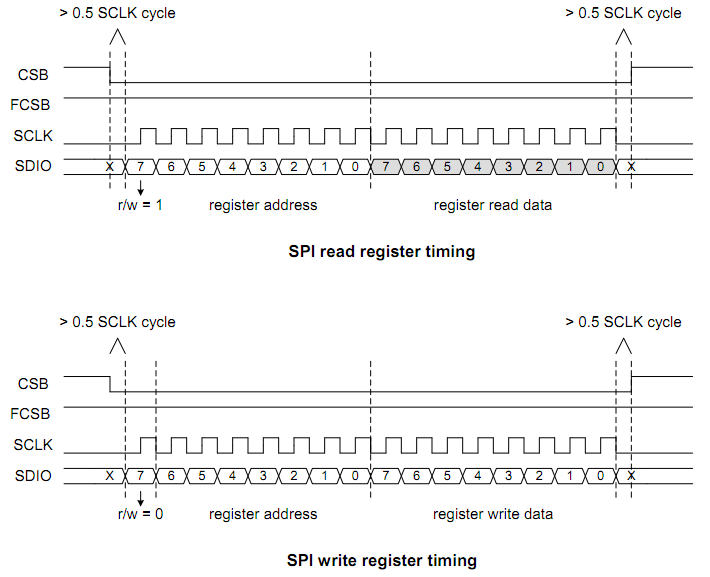 > 0.5 SCLK cycle > 0.5 SCLK cycle
CSB
FCSB
SCLK
SDIO X 7 6 5 4 3 2 1 0 7 6 5 4 3 2 1 0 X
r/w = 1 register address register read data
SPI read register timing
> 0.5 SCLK cycle > 0.5 SCLK cycle
CSB
FCSB
SCLK
SDIO X 7 6 5 4 3 2 1 0 7 6 5 4 3 2 1 0 X
r/w = 0 register address register write data
SPI write register timing